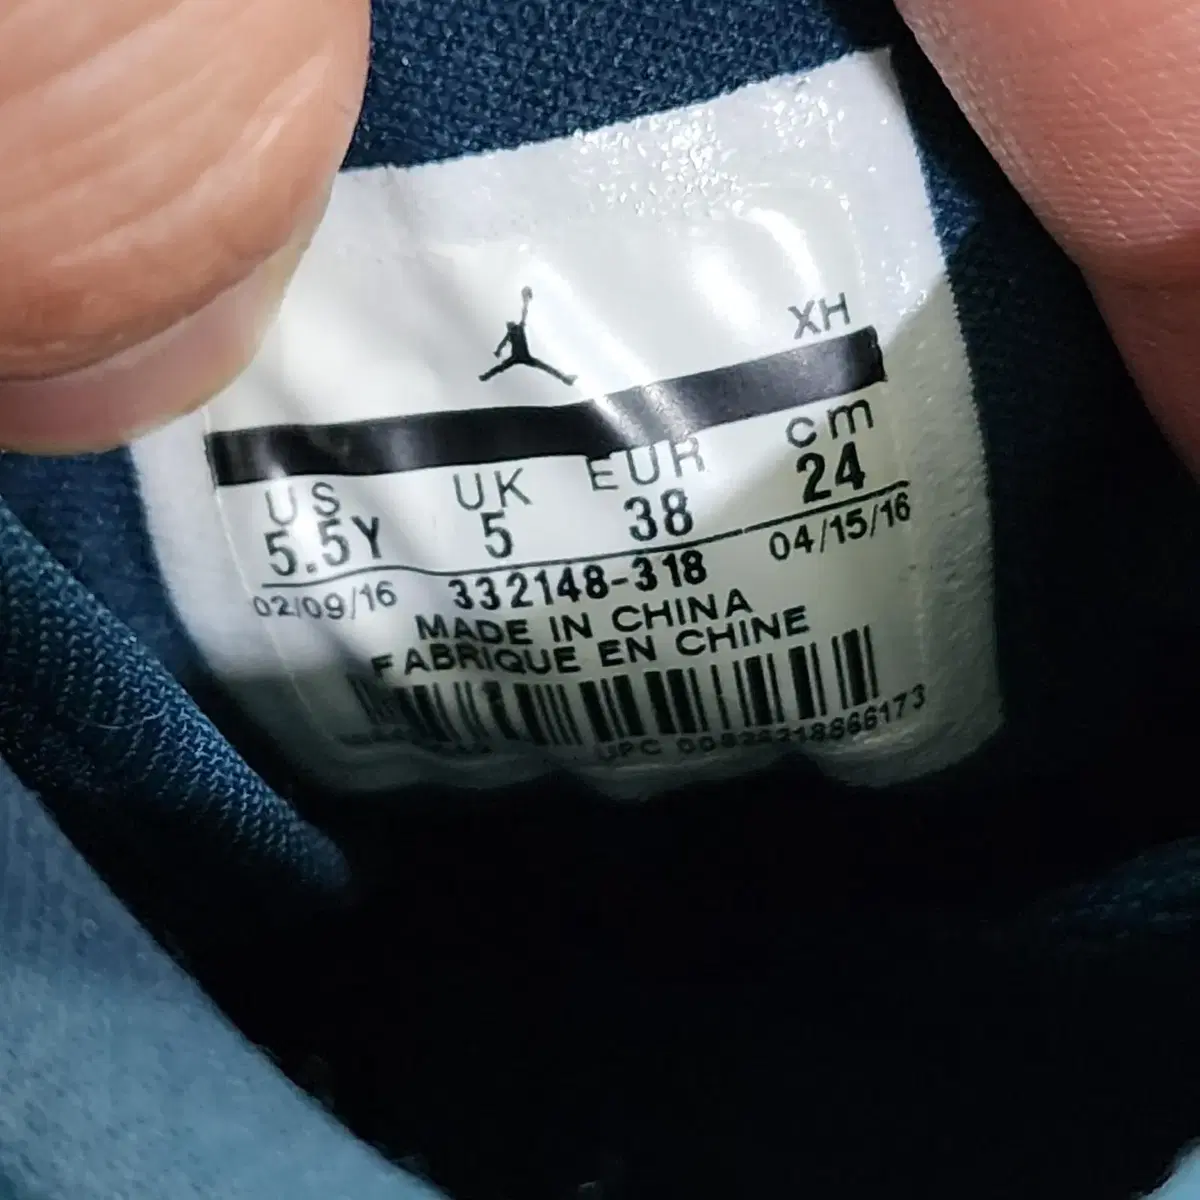 XH
US UK EUR cm
5.5Y 5 38 24
02/09/16 332148-318 04/15/16
MADE IN CHINA
FABRIQUE EN CHINE
UPC